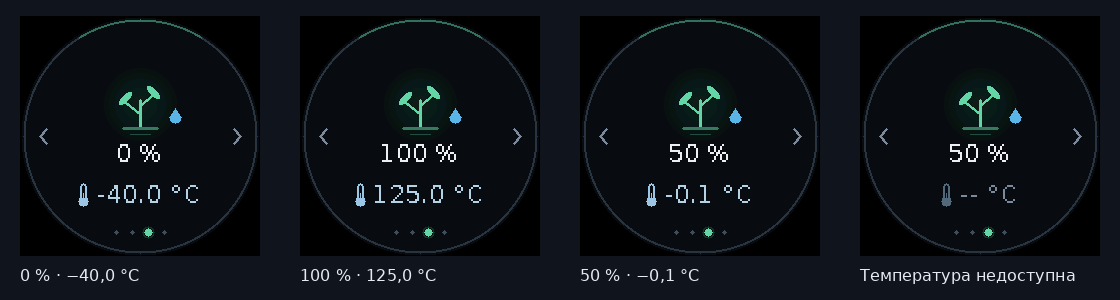 0 %
-40.0 °C
0 % · −40,0 °C
100 %
125.0 °C
100 % · 125,0 °C
50 %
-0.1 °C
50 % · −0,1 °C
50 %
-- °C
Температура недоступна